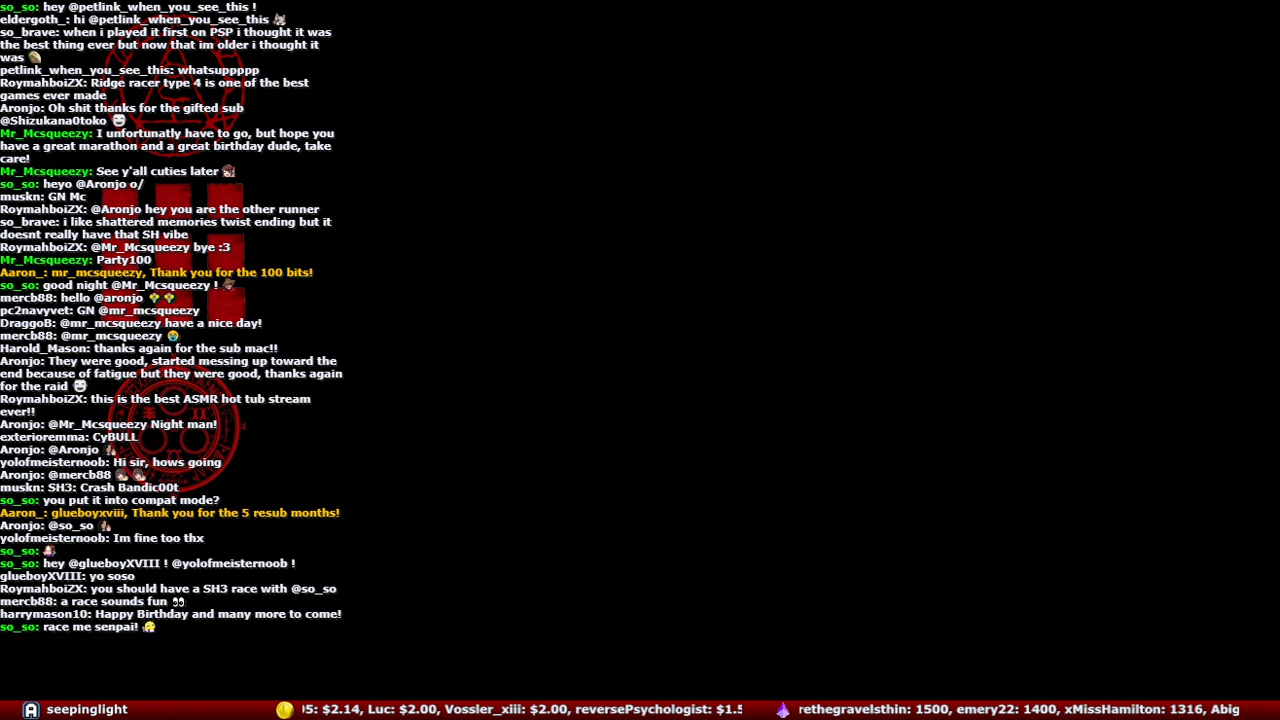 so_so: hey @petlink_when_you_see_this !
eldergoth_: hi @petlink_when_you_see_this
so_brave: when i played it first on PSP i thought it was
the best thing ever but now that im older i thought it
was
petlink_when_you_see_this: whatsuppppp
RoymahboiZX: Ridge racer type 4 is one of the best
games ever made
Aronjo: Oh shit thanks for the gifted sub
@Shizukana0toko
Mr_Mcsqueezy: I unfortunatly have to go, but hope you
have a great marathon and a great birthday dude, take
care!
Mr_Mcsqueezy: See y'all cuties later
so_so: heyo @Aronjo o/
muskn: GN Mc
RoymahboiZX: @Aronjo hey you are the other runner
so_brave: i like shattered memories twist ending but it
doesnt really have that SH vibe
RoymahboiZX: @Mr_Mcsqueezy bye :3
Mr_Mcsqueezy: Party100
Aaron_: mr_mcsqueezy, Thank you for the 100 bits!
so_so: good night @Mr_Mcsqueezy !
mercb88: hello @aronjo
pc2navyvet: GN @mr_mcsqueezy
DraggoB: @mr_mcsqueezy have a nice day!
mercb88: @mr_mcsqueezy
Harold_Mason: thanks again for the sub mac!!
Aronjo: They were good, started messing up toward the
end because of fatigue but they were good, thanks again
for the raid
RoymahboiZX: this is the best ASMR hot tub stream
ever!!
Aronjo: @Mr_Mcsqueezy Night man!
exterioremma: CyBULL
Aronjo: @Aronjo
yolofmeisternoob: Hi sir, hows going
Aronjo: @mercb88
muskn: SH3: Crash Bandic00t
so_so: you put it into compat mode?
Aaron_: glueboyxviii, Thank you for the 5 resub months!
Aronjo: @so_so
yolofmeisternoob: Im fine too thx
so_so:
so_so: hey @glueboyXVIII ! @yolofmeisternoob !
glueboyXVIII: yo soso
RoymahboiZX: you should have a SH3 race with @so_so
mercb88: a race sounds fun
harrymason10: Happy Birthday and many more to come!
so_so: race me senpai!
seepinglight
5: $2.14, Luc: $2.00, Vossler_xiii: $2.00, reversePsychologist: $1.5
rethegravelsthin: 1500, emery22: 1400, xMissHamilton: 1316, Abig